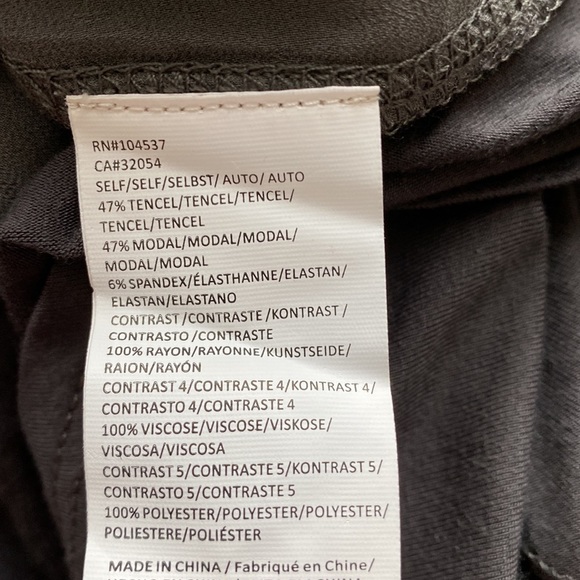 RN#104537
CA#32054
SELF/SELF/SELBST/ AUTO/ AUTO
47% TENCEL/TENCEL/TENCEL/
TENCEL/TENCEL
47% MODAL/MODAL/MODAL/
MODAL/MODAL
6% SPANDEX/ÉLASTHANNE/ELASTAN/
ELASTAN/ELASTANO
CONTRAST/CONTRASTE/KONTRAST/
CONTRASTO/CONTRASTE
100% RAYON/RAYONNE/KUNSTSEIDE/
RAION/RAYÓN
CONTRAST 4/CONTRASTE 4/KONTRAST 4/
CONTRASTO 4/CONTRASTE 4
100% VISCOSE/VISCOSE/VISKOSE/
VISCOSA/VISCOSA
CONTRAST 5/CONTRASTE 5/KONTRAST 5/
CONTRASTO 5/CONTRASTE 5
100% POLYESTER/POLYESTER/POLYESTER/
POLIESTERE/POLIÉSTER
MADE IN CHINA / Fabriqué en Chine/